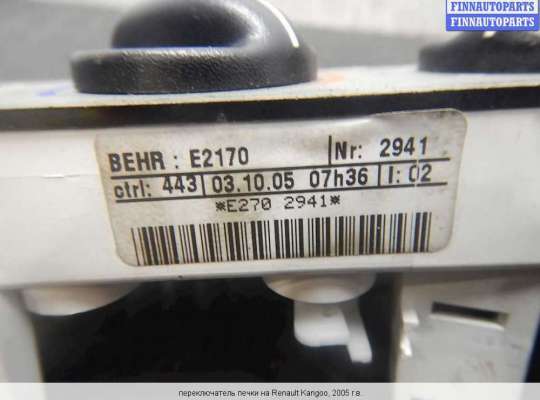 FINNAUTOPARTS
FINNAUTOPARTS
BEHR : E2170 Nr: 2941
ctrl: 443 03.10.05 07h36 I: 02
*E270 2941*
переключатель печки на Renault Kangoo, 2005 г.в.